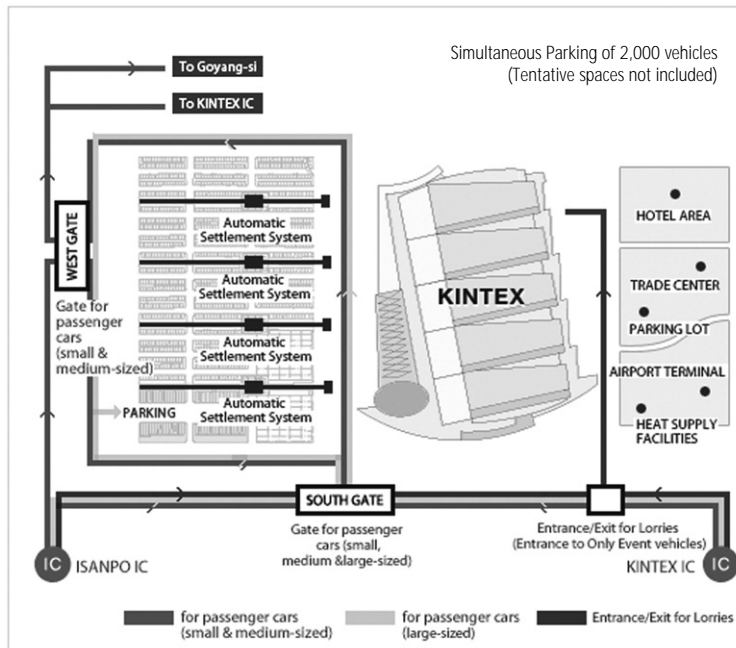 Simultaneous Parking of 2,000 vehicles
(Tentative spaces not included)
To Goyang-si
To KINTEX IC
WEST GATE
Gate for
passenger
cars
(small &
medium-sized)
Automatic
Settlement System
Automatic
Settlement System
Automatic
Settlement System
Automatic
Settlement System
PARKING
KINTEX
HOTEL AREA
TRADE CENTER
PARKING LOT
AIRPORT TERMINAL
HEAT SUPPLY
FACILITIES
SOUTH GATE
Gate for passenger
cars (small,
medium &large-sized)
Entrance/Exit for Lorries
(Entrance to Only Event vehicles)
IC
ISANPO IC
KINTEX IC
IC
for passenger cars
(small & medium-sized)
for passenger cars
(large-sized)
Entrance/Exit for Lorries